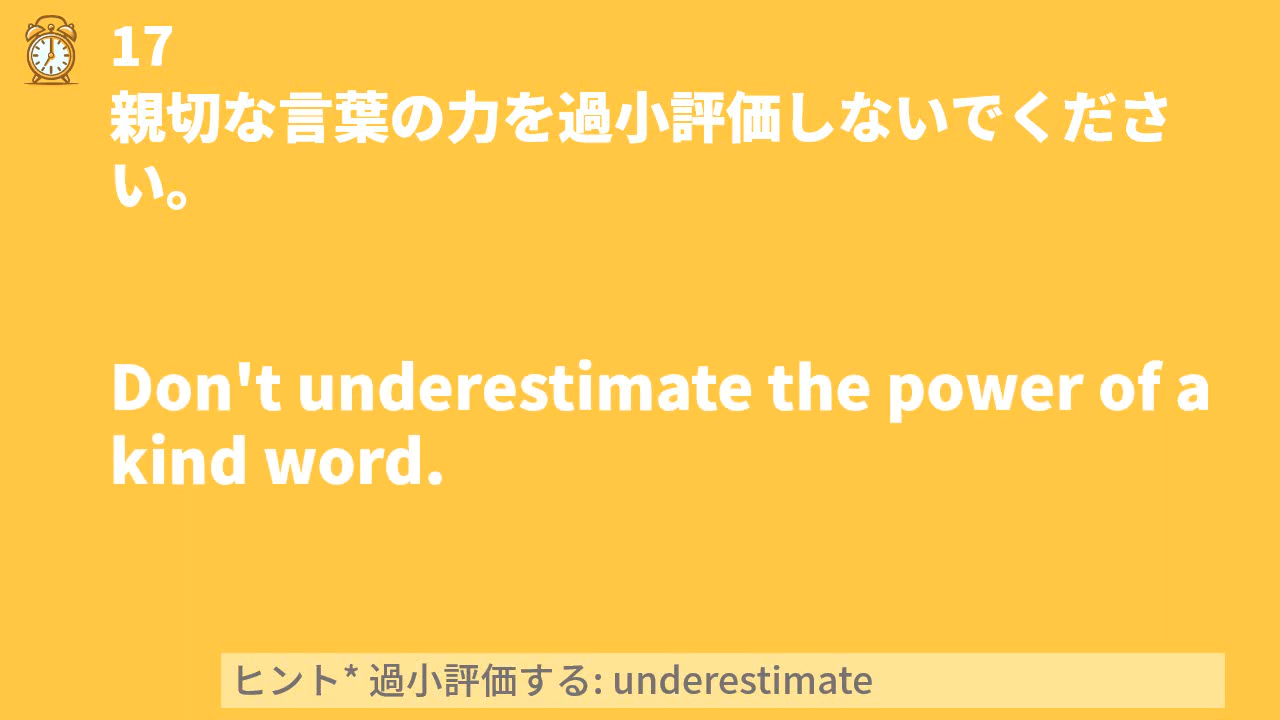 17
親切な言葉の力を過小評価しないでくださ
い。
Don't underestimate the power of a
kind word.
ヒント* 過小評価する: underestimate